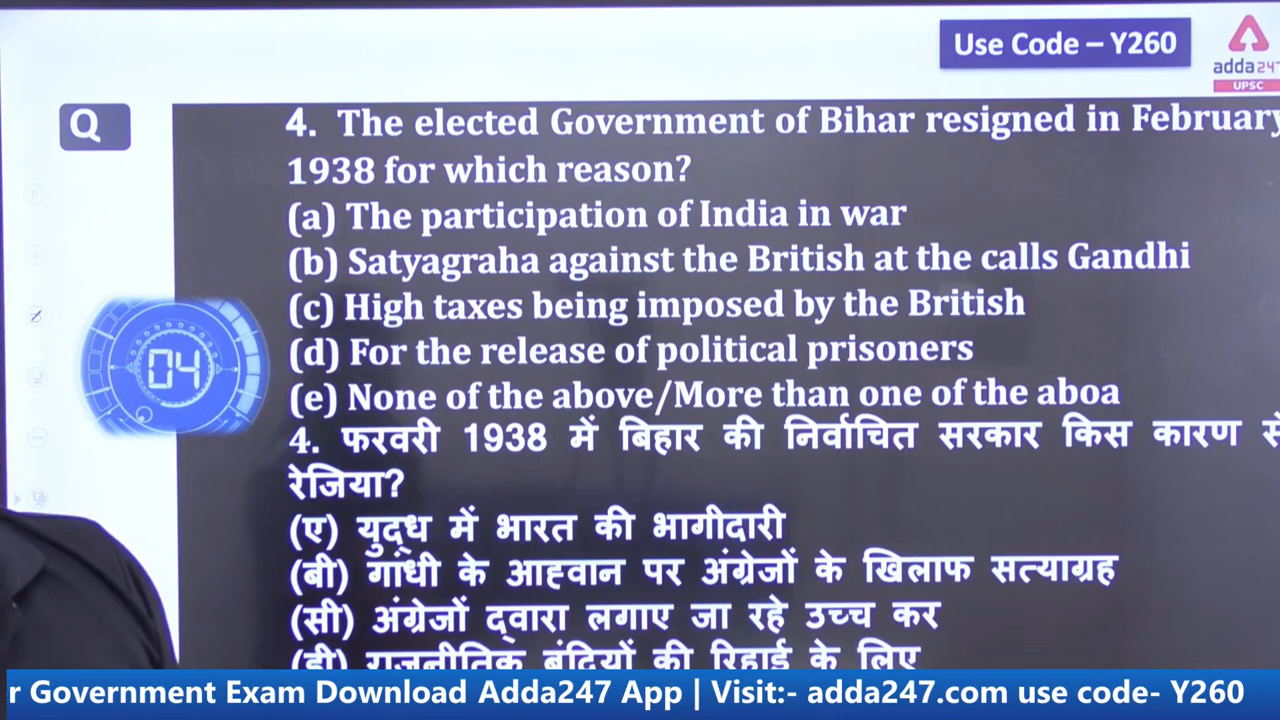 Use Code – Y260
adda247
UPSC
Q
4. The elected Government of Bihar resigned in February
1938 for which reason?
(a) The participation of India in war
(b) Satyagraha against the British at the calls Gandhi
(c) High taxes being imposed by the British
(d) For the release of political prisoners
(e) None of the above/More than one of the aboa
04
4. फरवरी 1938 में बिहार की निर्वाचित सरकार किस कारण से
रेजिया?
(ए) युद्ध में भारत की भागीदारी
(बी) गांधी के आह्वान पर अंग्रेजों के खिलाफ सत्याग्रह
(सी) अंग्रेजों द्वारा लगाए जा रहे उच्च कर
(डी) राजनीतिक बंदियों की रिहाई के लिए
r Government Exam Download Adda247 App | Visit:- adda247.com use code- Y260